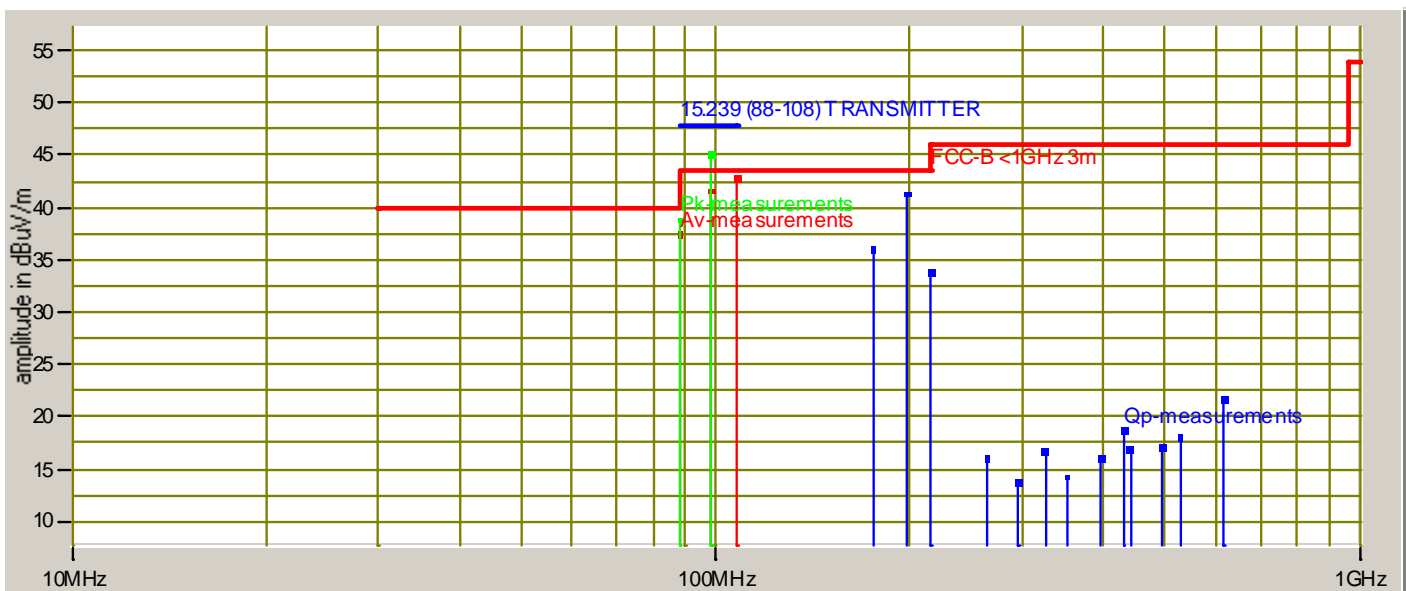 55
50
15.239 (88-108) TRANSMITTER
45
FCC-B <1GHz 3m
40
Pk-measurements
Av-measurements
35
30
25
20
Qp-measurements
15
10
amplitude in dBuV/m
10MHz
100MHz
1GHz